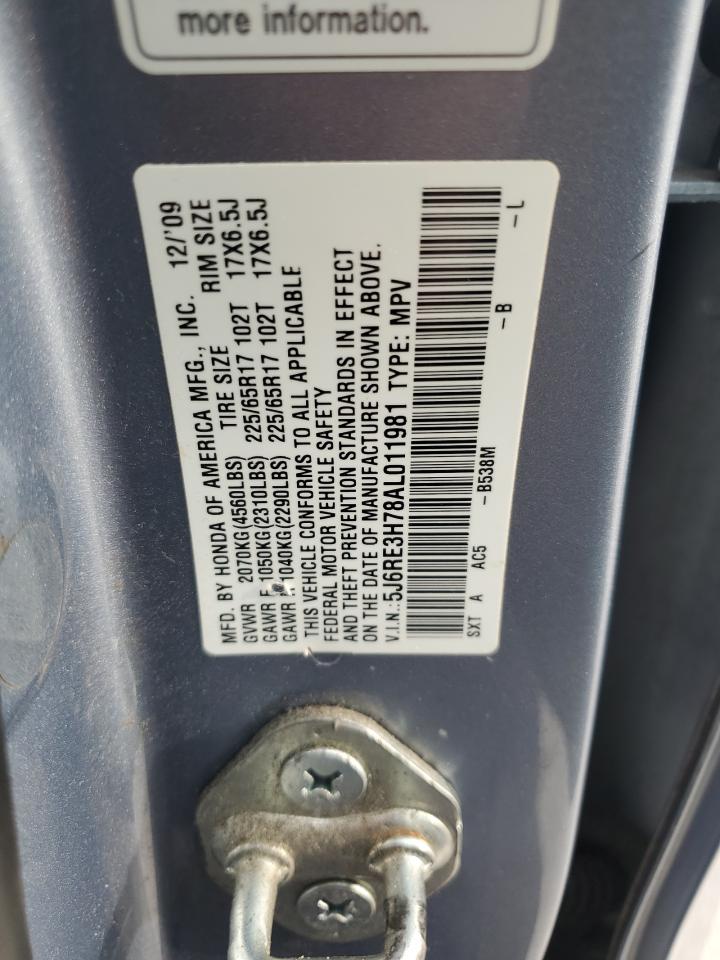 more information.
MFD. BY HONDA OF AMERICA MFG., INC. 12/'09
GVWR 2070KG(4560LBS) TIRE SIZE RIM SIZE
GAWR F 1050KG(2310LBS) 225/65R17 102T 17X6.5J
GAWR 1040KG(2290LBS) 225/65R17 102T 17X6.5J
THIS VEHICLE CONFORMS TO ALL APPLICABLE
FEDERAL MOTOR VEHICLE SAFETY
AND THEFT PREVENTION STANDARDS IN EFFECT
ON THE DATE OF MANUFACTURE SHOWN ABOVE.
V.I.N.:5J6RE3H78AL011981 TYPE: MPV
SXT A AC5 -B538M -B -L